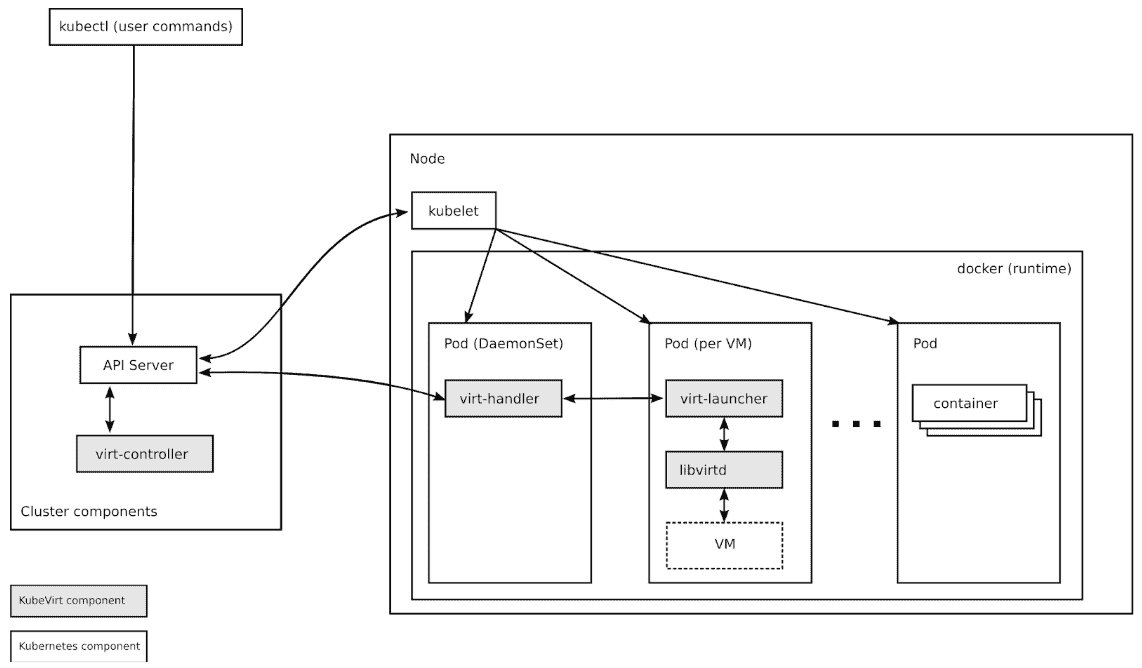 kubectl (user commands)
Node
kubelet
docker (runtime)
Pod (DaemonSet)
Pod (per VM)
Pod
API Server
virt-handler
virt-launcher
container
virt-controller
libvirtd
Cluster components
VM
KubeVirt component
Kubernetes component